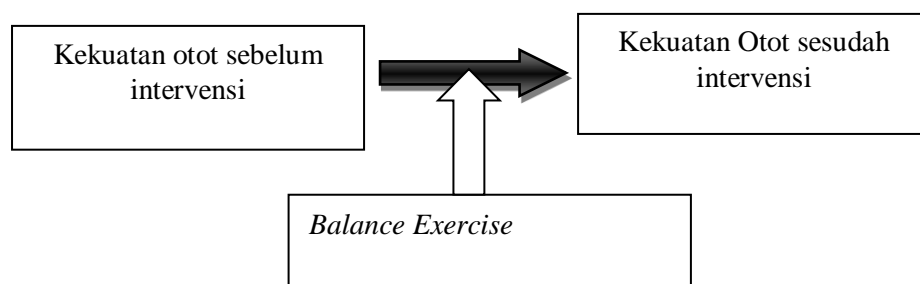 Kekuatan otot sebelum
intervensi
Kekuatan Otot sesudah
intervensi
Balance Exercise